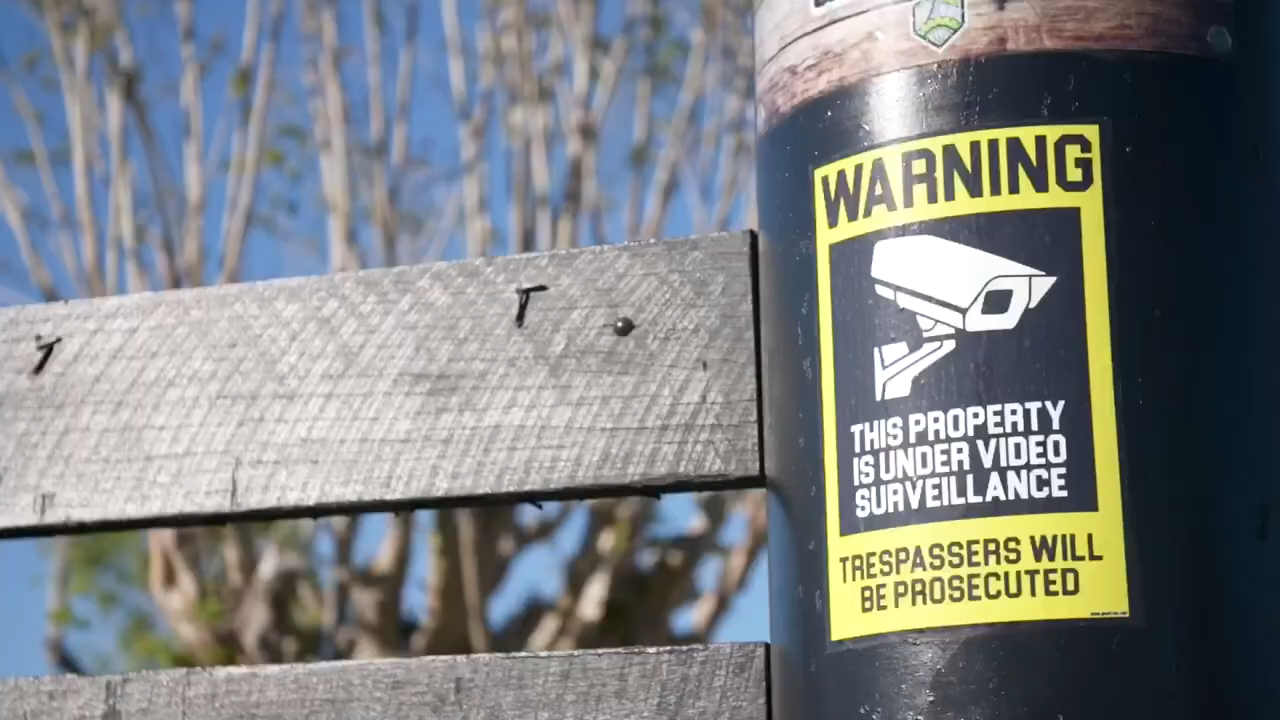 WARNING
THIS PROPERTY
IS UNDER VIDEO
SURVEILLANCE
TRESPASSERS WILL
BE PROSECUTED